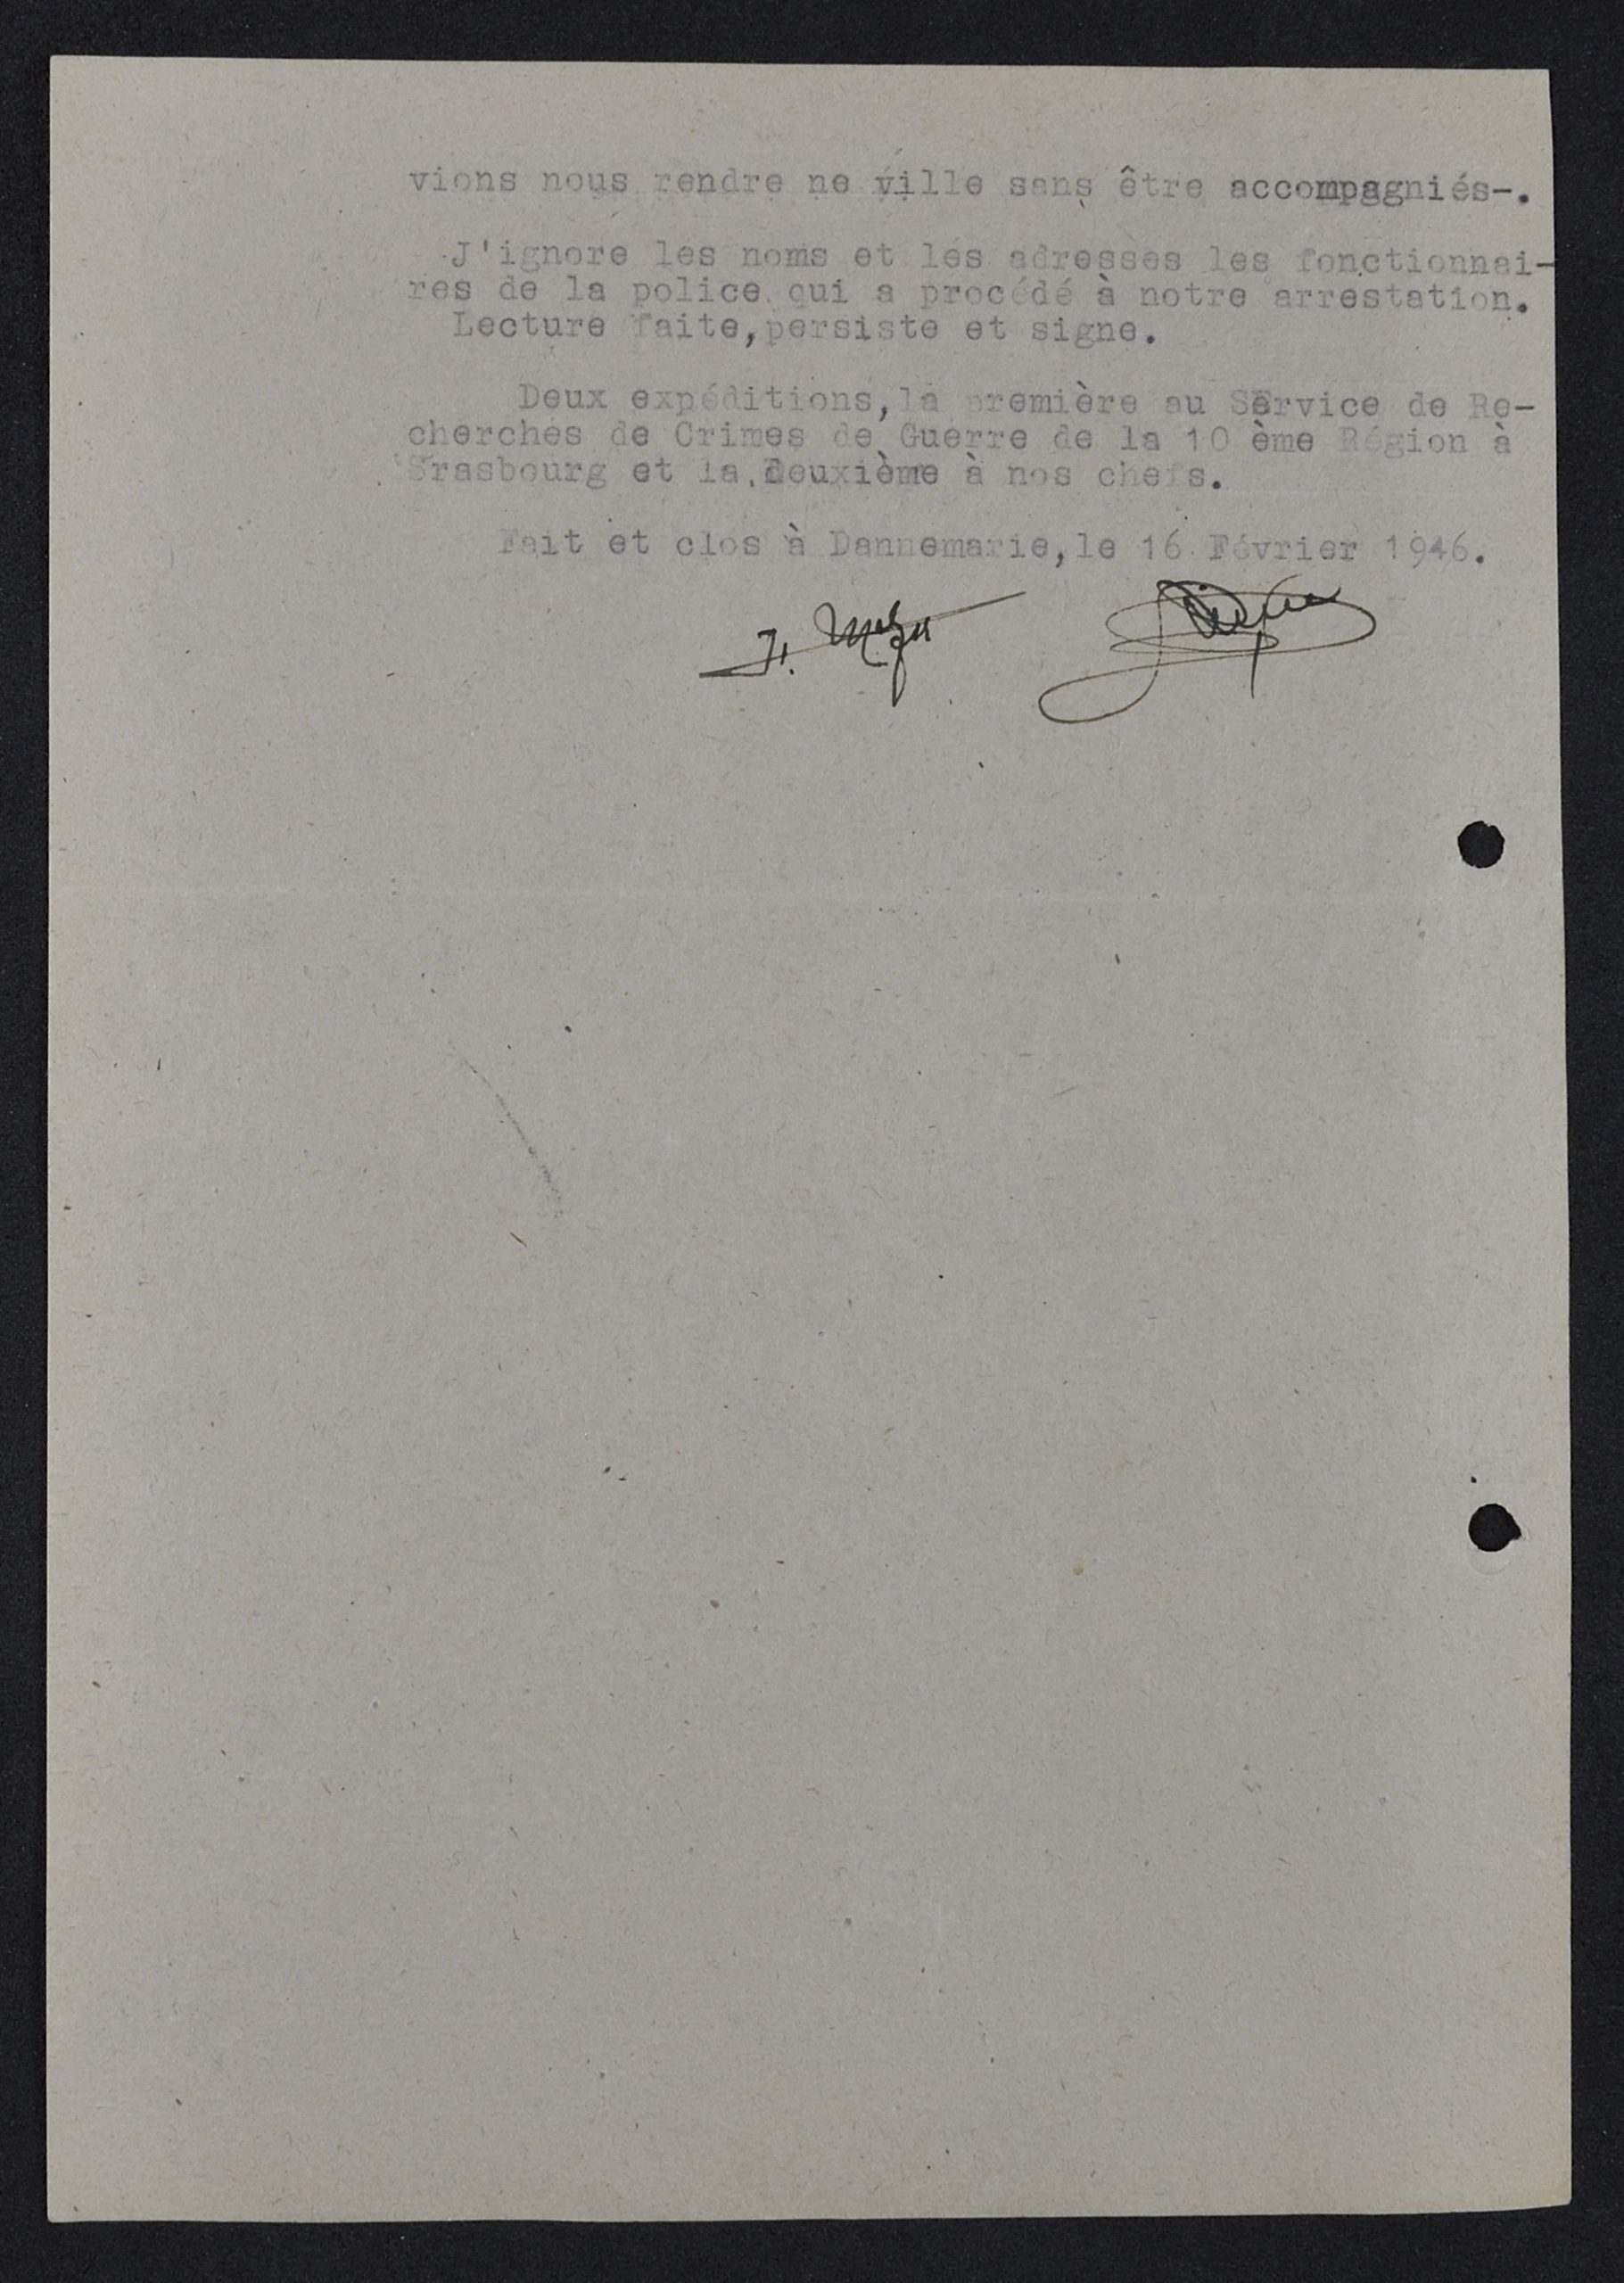 vions nous rendre ne ville sans être accompagniés-.
J'ignore les noms et les adresses les fonctionnai-
res de la police qui a procédé à notre arrestation.
Lecture faite,persiste et signe.
Deux expéditions,la première au Service de Re-
cherches de Crimes de Guerre de la 10 ème Région à
Srasbourg et la deuxième à nos chefs.
Fait et clos à Dannemarie,le 16 Février 1946.